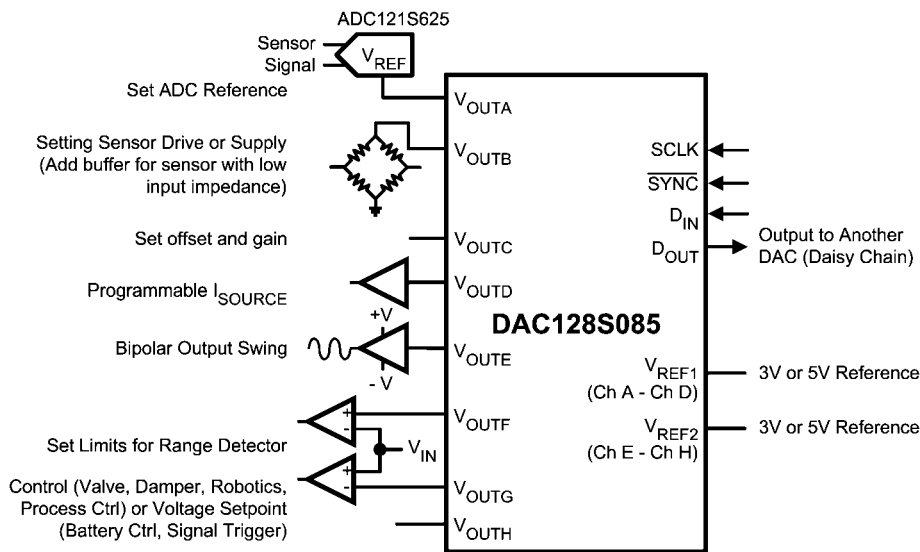 ADC121S625
Sensor
Signal
VREF
Set ADC Reference
VOUTA
Setting Sensor Drive or Supply
(Add buffer for sensor with low
input impedance)
VOUTB
Set offset and gain
VOUTC
Programmable ISOURCE
VOUTD
+V
Bipolar Output Swing
VOUTE
- V
VOUTF
+
-
Set Limits for Range Detector
VIN
+
-
Control (Valve, Damper, Robotics,
Process Ctrl) or Voltage Setpoint
(Battery Ctrl, Signal Trigger)
VOUTG
VOUTH
DAC128S085
SCLK
SYNC
DIN
DOUT
Output to Another
DAC (Daisy Chain)
VREF1
(Ch A - Ch D)
3V or 5V Reference
VREF2
(Ch E - Ch H)
3V or 5V Reference